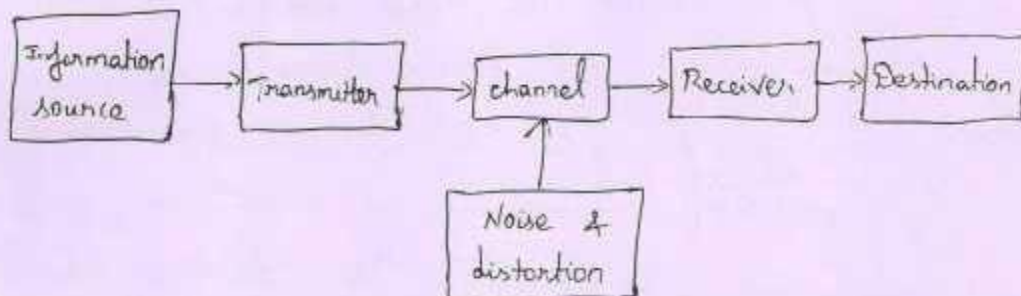 Information
source
Transmitter
channel
Receiver
Destination
Noise &
distortion